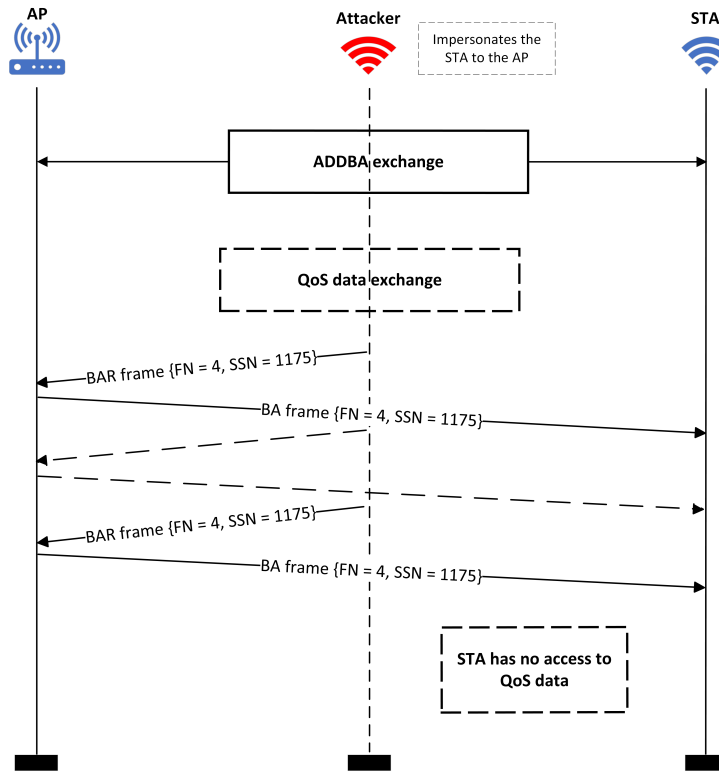 AP
Attacker
STA
Impersonates the
STA to the AP
ADDBA exchange
QoS data exchange
BAR frame {FN = 4, SSN = 1175}
BA frame {FN = 4, SSN = 1175}
BAR frame {FN = 4, SSN = 1175}
BA frame {FN = 4, SSN = 1175}
STA has no access to
QoS data